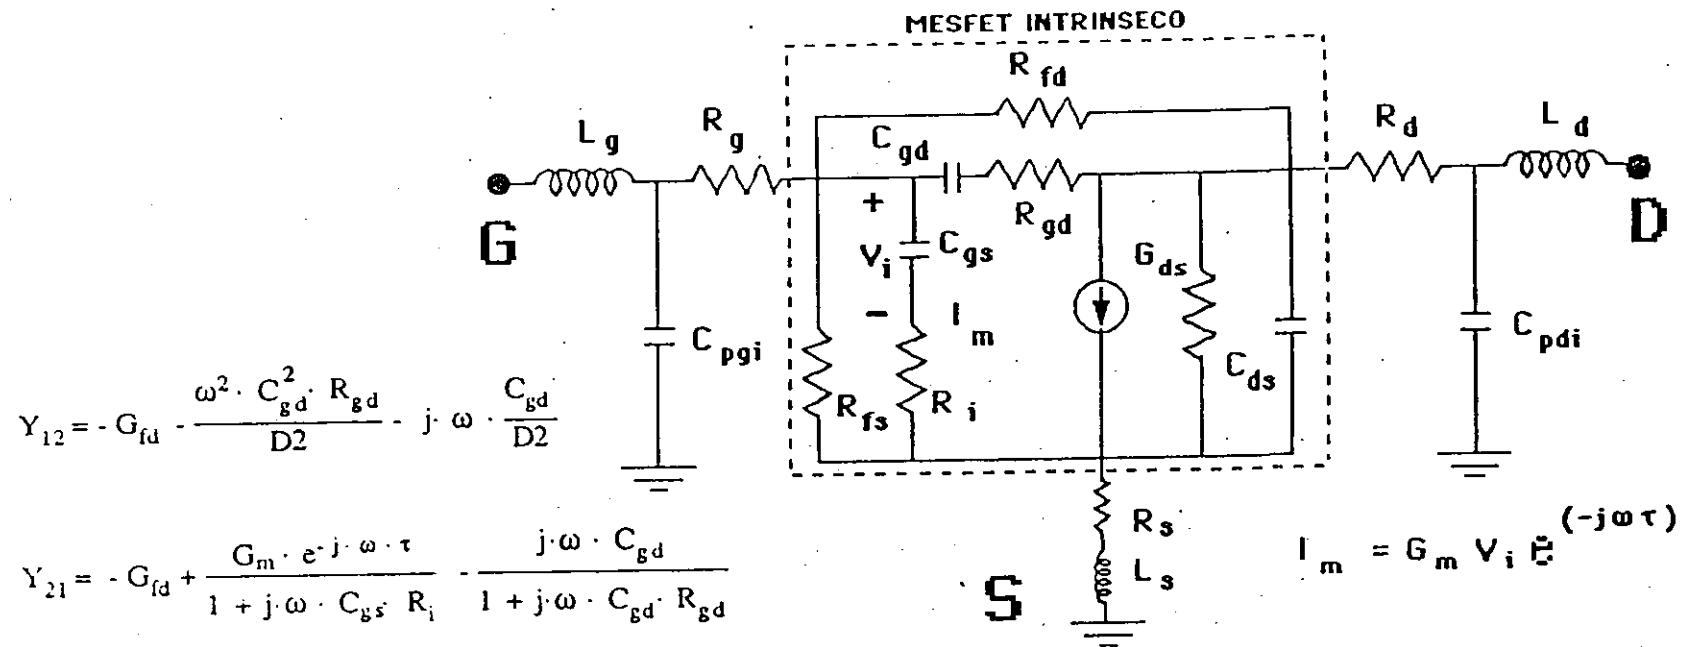 MESFET INTRINSECO
R fd
L g
R g
C gd
R d
L d
G
+
V i
-
C gs
R gd
G ds
D
I m
C pgi
R fs
R i
C ds
C pdi
Y12 = - Gfd - ω² · C²gd · Rgd / D2 - j · ω · Cgd / D2
R s
L s
S
I m = G m V i e (-jωτ)
Y21 = - Gfd + Gm · e^-j · ω · τ / 1 + j·ω · Cgs · Ri - j·ω · Cgd / 1 + j·ω · Cgd · Rgd